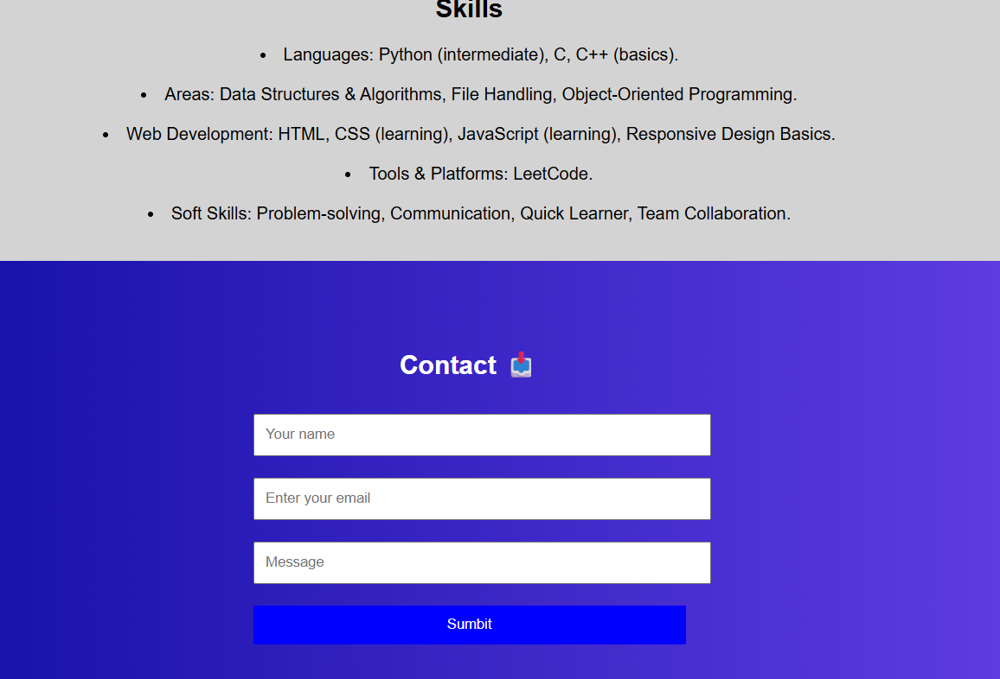 Skills
• Languages: Python (intermediate), C, C++ (basics).
• Areas: Data Structures & Algorithms, File Handling, Object-Oriented Programming.
• Web Development: HTML, CSS (learning), JavaScript (learning), Responsive Design Basics.
• Tools & Platforms: LeetCode.
• Soft Skills: Problem-solving, Communication, Quick Learner, Team Collaboration.
Contact 📥
Your name
Enter your email
Message
Sumbit